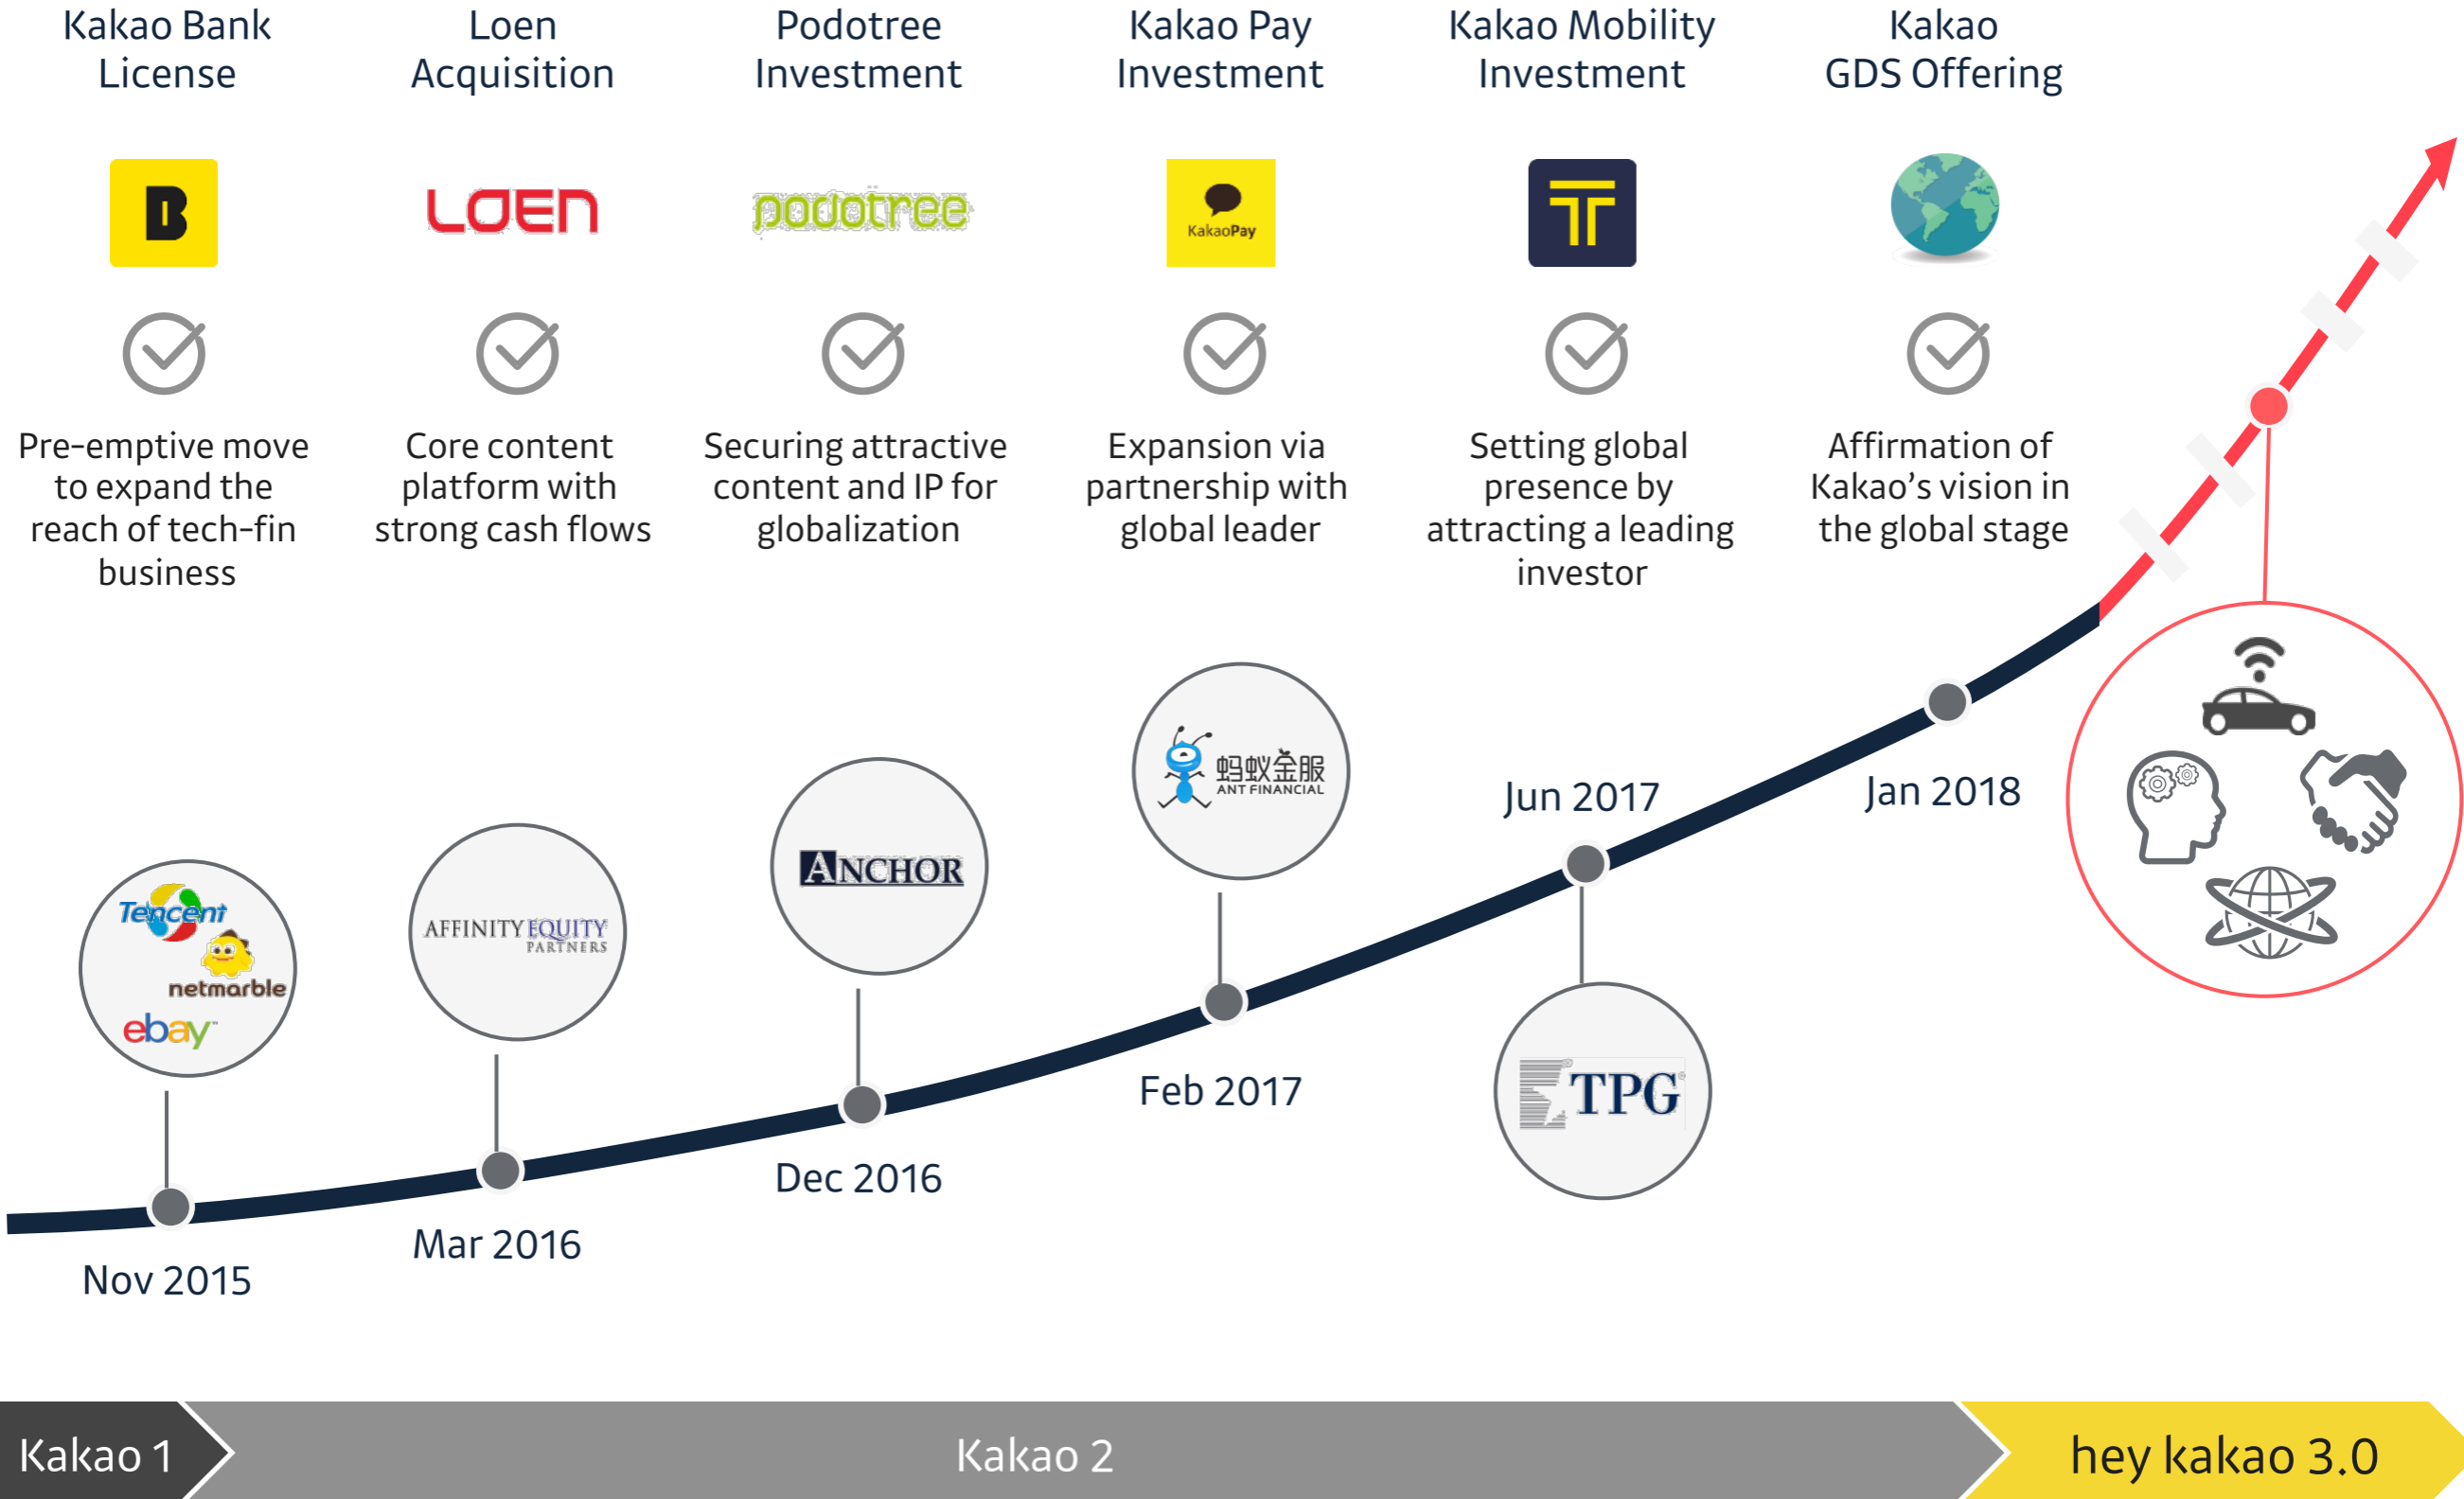 Kakao Bank
License
Loen
Acquisition
Podotree
Investment
Kakao Pay
Investment
Kakao Mobility
Investment
Kakao
GDS Offering
B
LOEN
podotree
KakaoPay
T
Pre-emptive move
to expand the
reach of tech-fin
business
Core content
platform with
strong cash flows
Securing attractive
content and IP for
globalization
Expansion via
partnership with
global leader
Setting global
presence by
attracting a leading
investor
Affirmation of
Kakao’s vision in
the global stage
Tencent
netmarble
ebay™
AFFINITY EQUITY
PARTNERS
ANCHOR
蚂蚁金服
ANT FINANCIAL
TPG
Nov 2015
Mar 2016
Dec 2016
Feb 2017
Jun 2017
Jan 2018
Kakao 1
Kakao 2
hey kakao 3.0